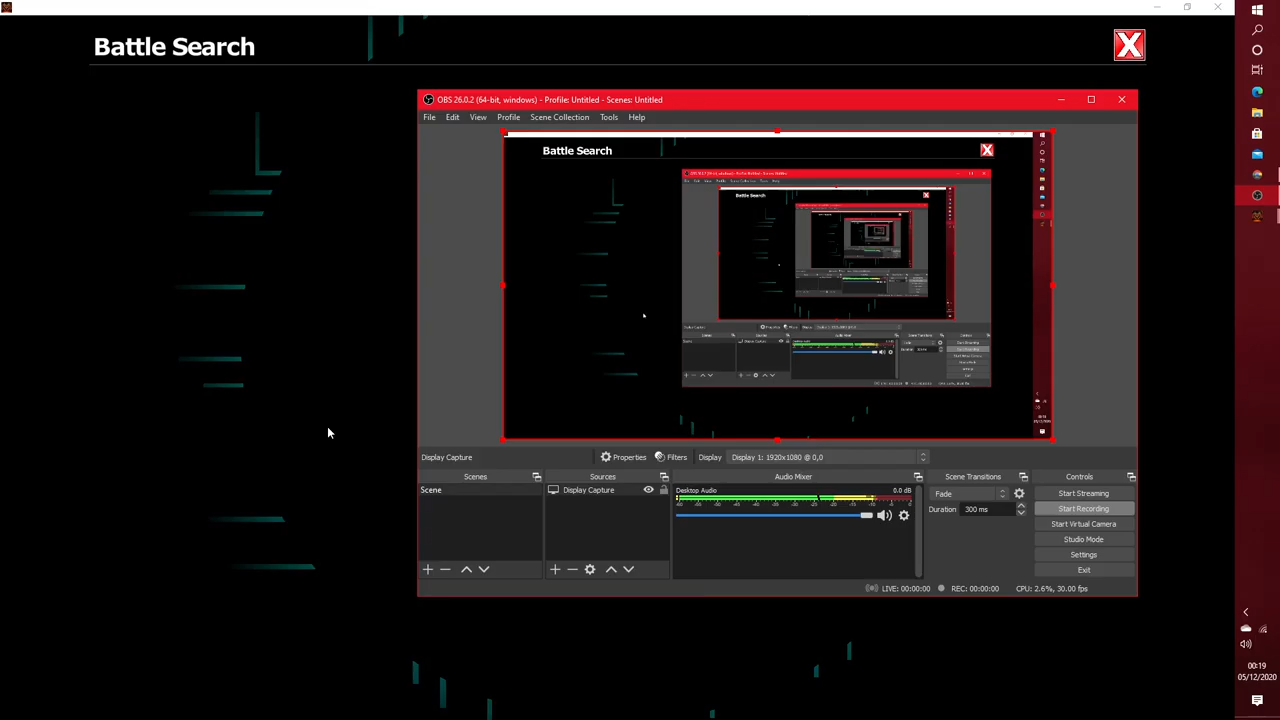 Battle Search
X
OBS 26.0.2 (64-bit, windows) - Profile: Untitled - Scenes: Untitled
File Edit View Profile Scene Collection Tools Help
Battle Search
X
Battle Search
Display Capture Properties Filters Display Display 1: 1920x1080 @ 0,0
Scenes Sources Audio Mixer Scene Transitions Controls
Scene
Display Capture
Desktop Audio 0.0 dB
Fade
Duration 300 ms
Start Streaming
Start Recording
Start Virtual Camera
Studio Mode
Settings
Exit
LIVE: 00:00:00 REC: 00:00:00 CPU: 2.6%, 30.00 fps
00:19
05/12/2020